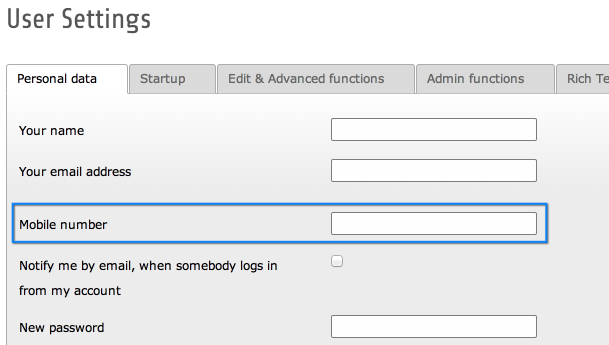 User Settings
Personal data Startup Edit & Advanced functions Admin functions Rich Te
Your name
Your email address
Mobile number
Notify me by email, when somebody logs in
from my account
New password